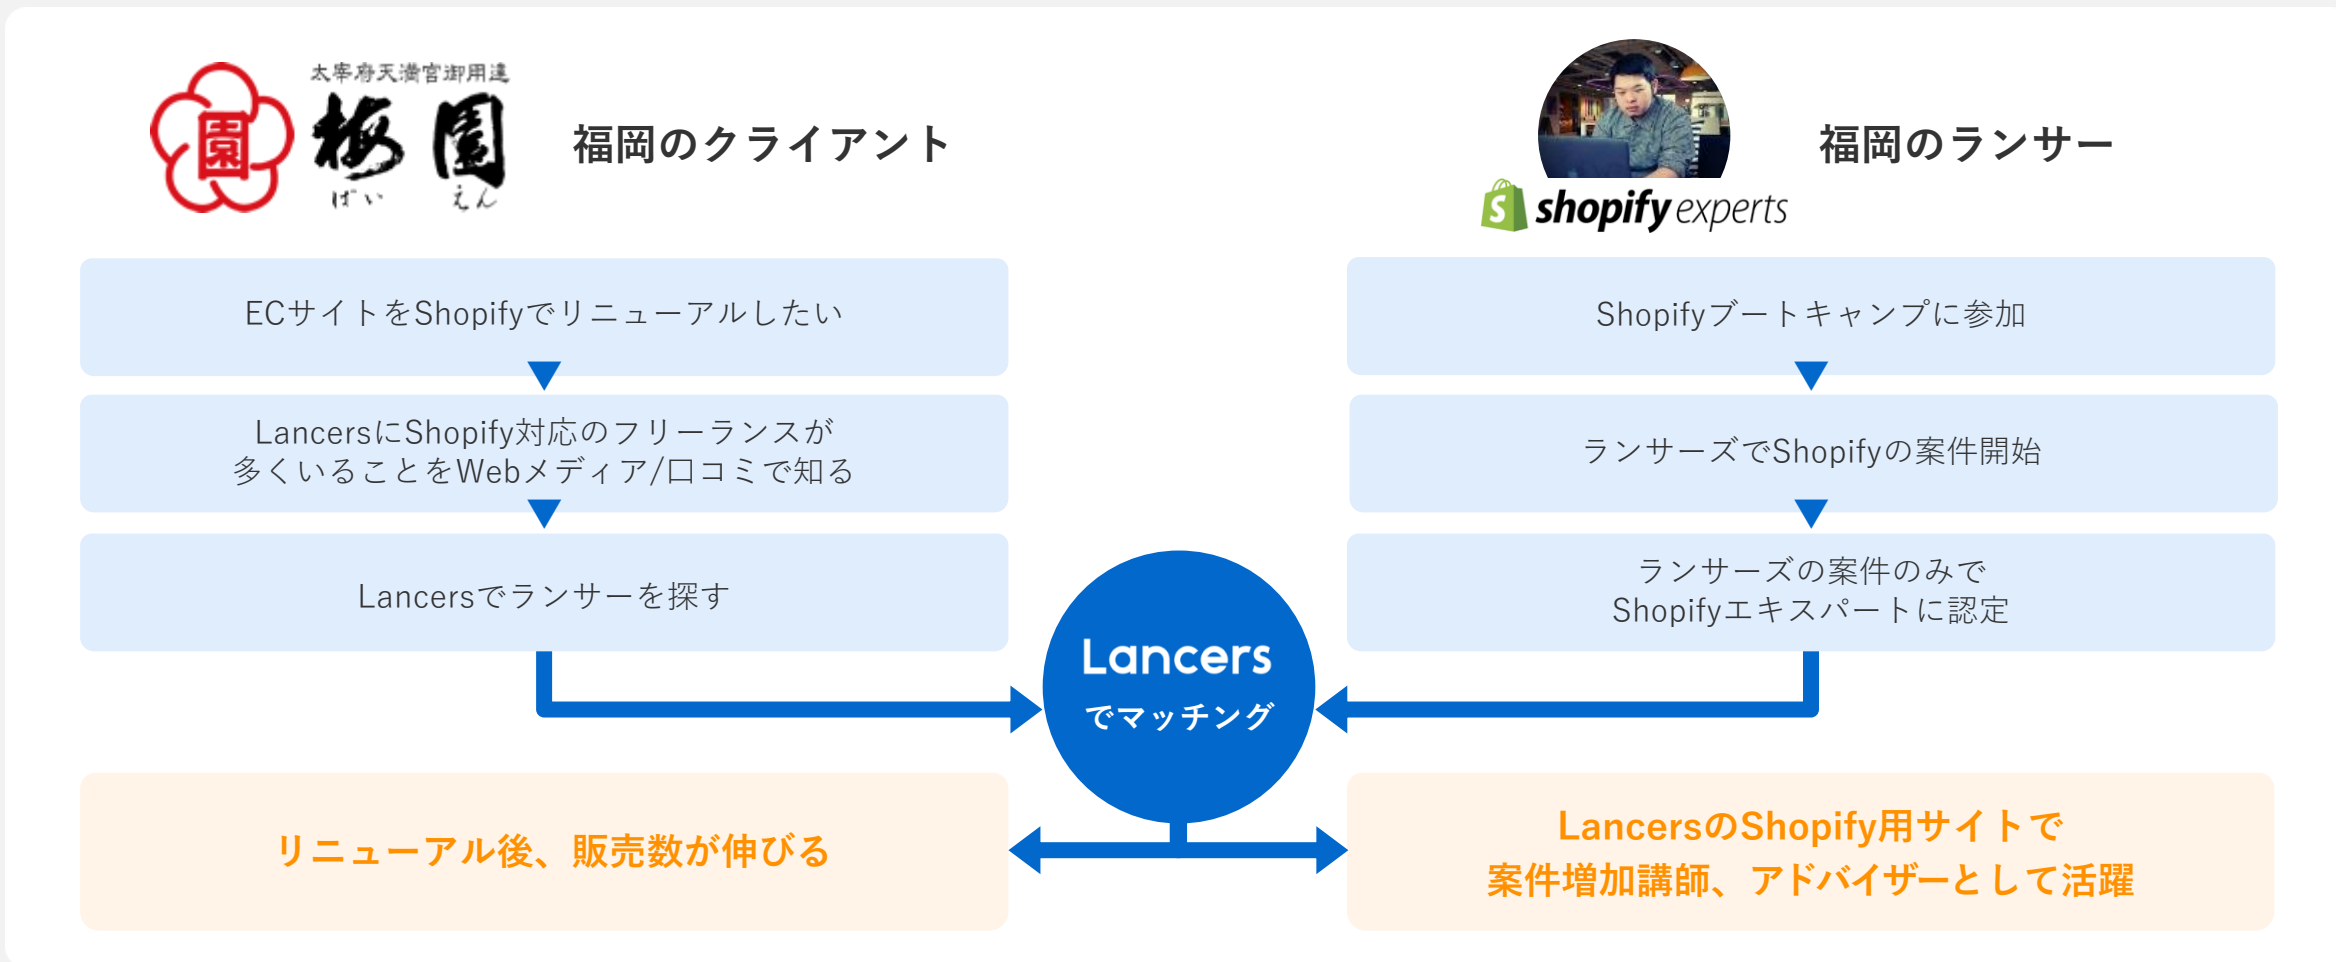 太宰府天満宮御用達
園
梅園
ばい えん
福岡のクライアント
ECサイトをShopifyでリニューアルしたい
LancersにShopify対応のフリーランスが
多くいることをWebメディア/口コミで知る
Lancersでランサーを探す
福岡のランサー
S
shopify experts
Shopifyブートキャンプに参加
ランサーズでShopifyの案件開始
ランサーズの案件のみで
Shopifyエキスパートに認定
Lancers
でマッチング
リニューアル後、販売数が伸びる
LancersのShopify用サイトで
案件増加講師、アドバイザーとして活躍